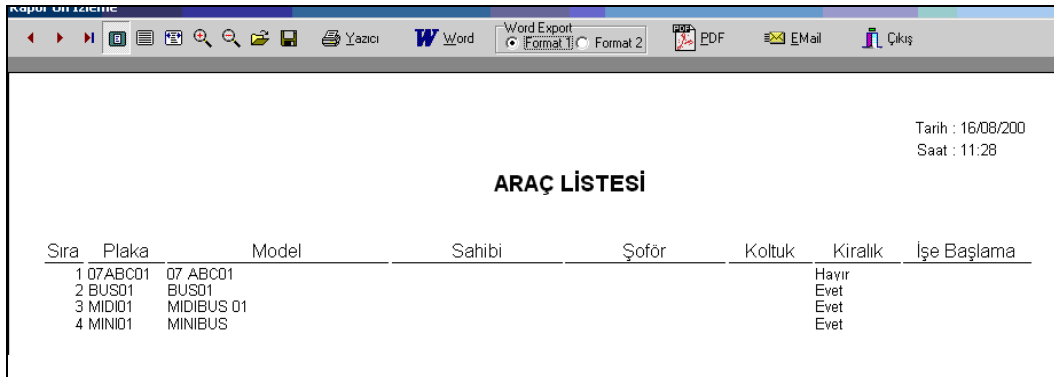 Rapor Ön İzleme
Yazıcı Word Word Export Format 1 Format 2 PDF EMail Çıkış
Tarih : 16/08/200
Saat : 11:28
ARAÇ LİSTESİ
Sıra Plaka Model Sahibi Şoför Koltuk Kiralık İşe Başlama
1 07ABC01 07 ABC01 Hayır
2 BUS01 BUS01 Evet
3 MIDI01 MIDIBUS 01 Evet
4 MINI01 MINIBUS Evet